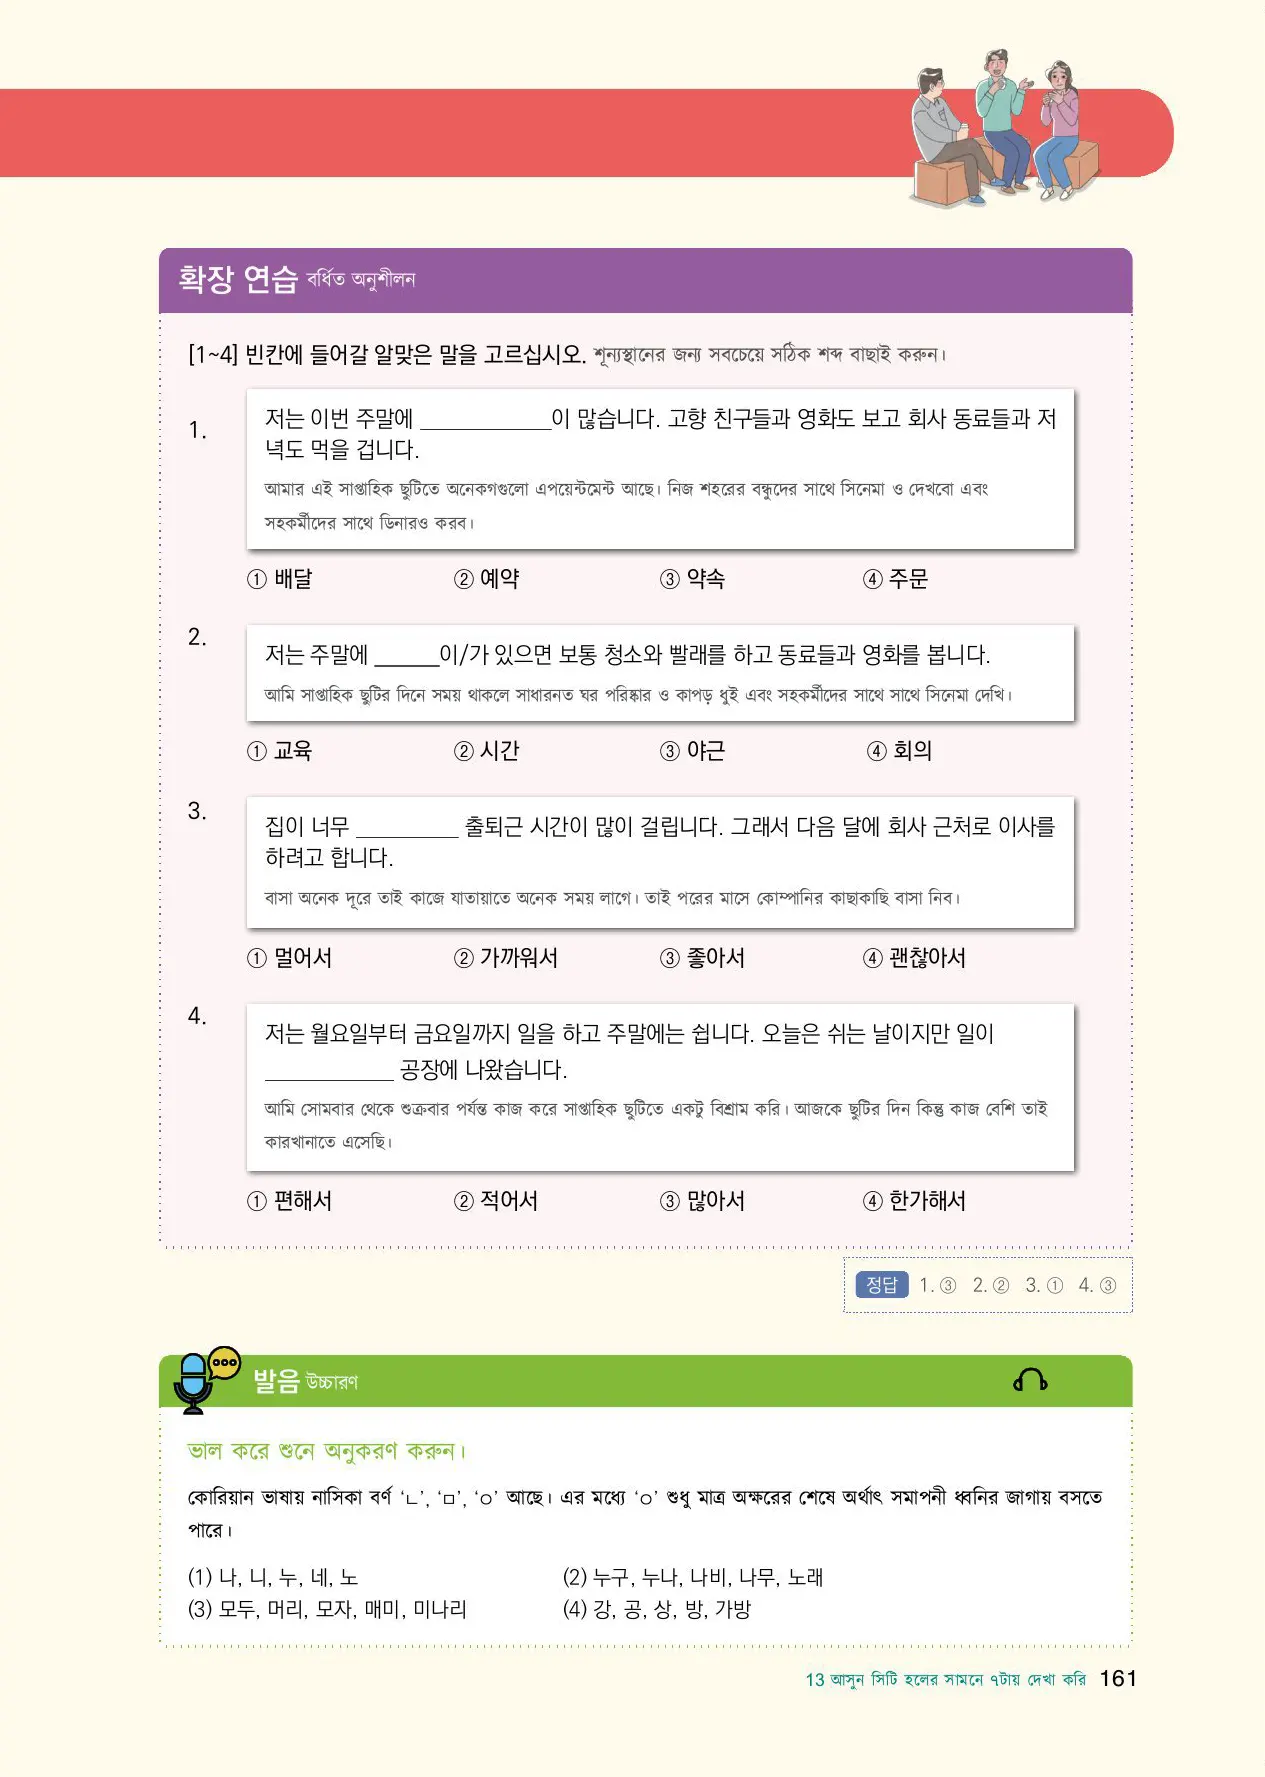 확장 연습 বর্ধিত অনুশীলন
[1~4] 빈칸에 들어갈 알맞은 말을 고르십시오. শূন্যস্থানের জন্য সবচেয়ে সঠিক শব্দ বাছাই করুন।
1.
저는 이번 주말에 ____________이 많습니다. 고향 친구들과 영화도 보고 회사 동료들과 저
녁도 먹을 겁니다.
আমার এই সাপ্তাহিক ছুটিতে অনেকগুলো এপয়েন্টমেন্ট আছে। নিজ শহরের বন্ধুদের সাথে সিনেমা ও দেখবো এবং
সহকর্মীদের সাথে ডিনারও করব।
① 배달 ② 예약 ③ 약속 ④ 주문
2.
저는 주말에 ______이/가 있으면 보통 청소와 빨래를 하고 동료들과 영화를 봅니다.
আমি সাপ্তাহিক ছুটির দিনে সময় থাকলে সাধারনত ঘর পরিষ্কার ও কাপড় ধুই এবং সহকর্মীদের সাথে সাথে সিনেমা দেখি।
① 교육 ② 시간 ③ 야근 ④ 회의
3.
집이 너무 _________ 출퇴근 시간이 많이 걸립니다. 그래서 다음 달에 회사 근처로 이사를
하려고 합니다.
বাসা অনেক দূরে তাই কাজে যাতায়াতে অনেক সময় লাগে। তাই পরের মাসে কোম্পানির কাছাকাছি বাসা নিব।
① 멀어서 ② 가까워서 ③ 좋아서 ④ 괜찮아서
4.
저는 월요일부터 금요일까지 일을 하고 주말에는 쉽니다. 오늘은 쉬는 날이지만 일이
____________ 공장에 나왔습니다.
আমি সোমবার থেকে শুক্রবার পর্যন্ত কাজ করে সাপ্তাহিক ছুটিতে একটু বিশ্রাম করি। আজকে ছুটির দিন কিন্তু কাজ বেশি তাই
কারখানাতে এসেছি।
① 편해서 ② 적어서 ③ 많아서 ④ 한가해서
정답 1. ③ 2. ② 3. ① 4. ③
발음 উচ্চারণ
ভাল করে শুনে অনুকরণ করুন।
কোরিয়ান ভাষায় নাসিকা বর্ণ ‘ㄴ’, ‘ㅁ’, ‘ㅇ’ আছে। এর মধ্যে ‘ㅇ’ শুধু মাত্র অক্ষরের শেষে অর্থাৎ সমাপনী ধ্বনির জাগায় বসতে
পারে।
(1) 나, 니, 누, 네, 노 (2) 누구, 누나, 나비, 나무, 노래
(3) 모두, 머리, 모자, 매미, 미나리 (4) 강, 공, 상, 방, 가방
13 আসুন সিটি হলের সামনে ৭টায় দেখা করি 161